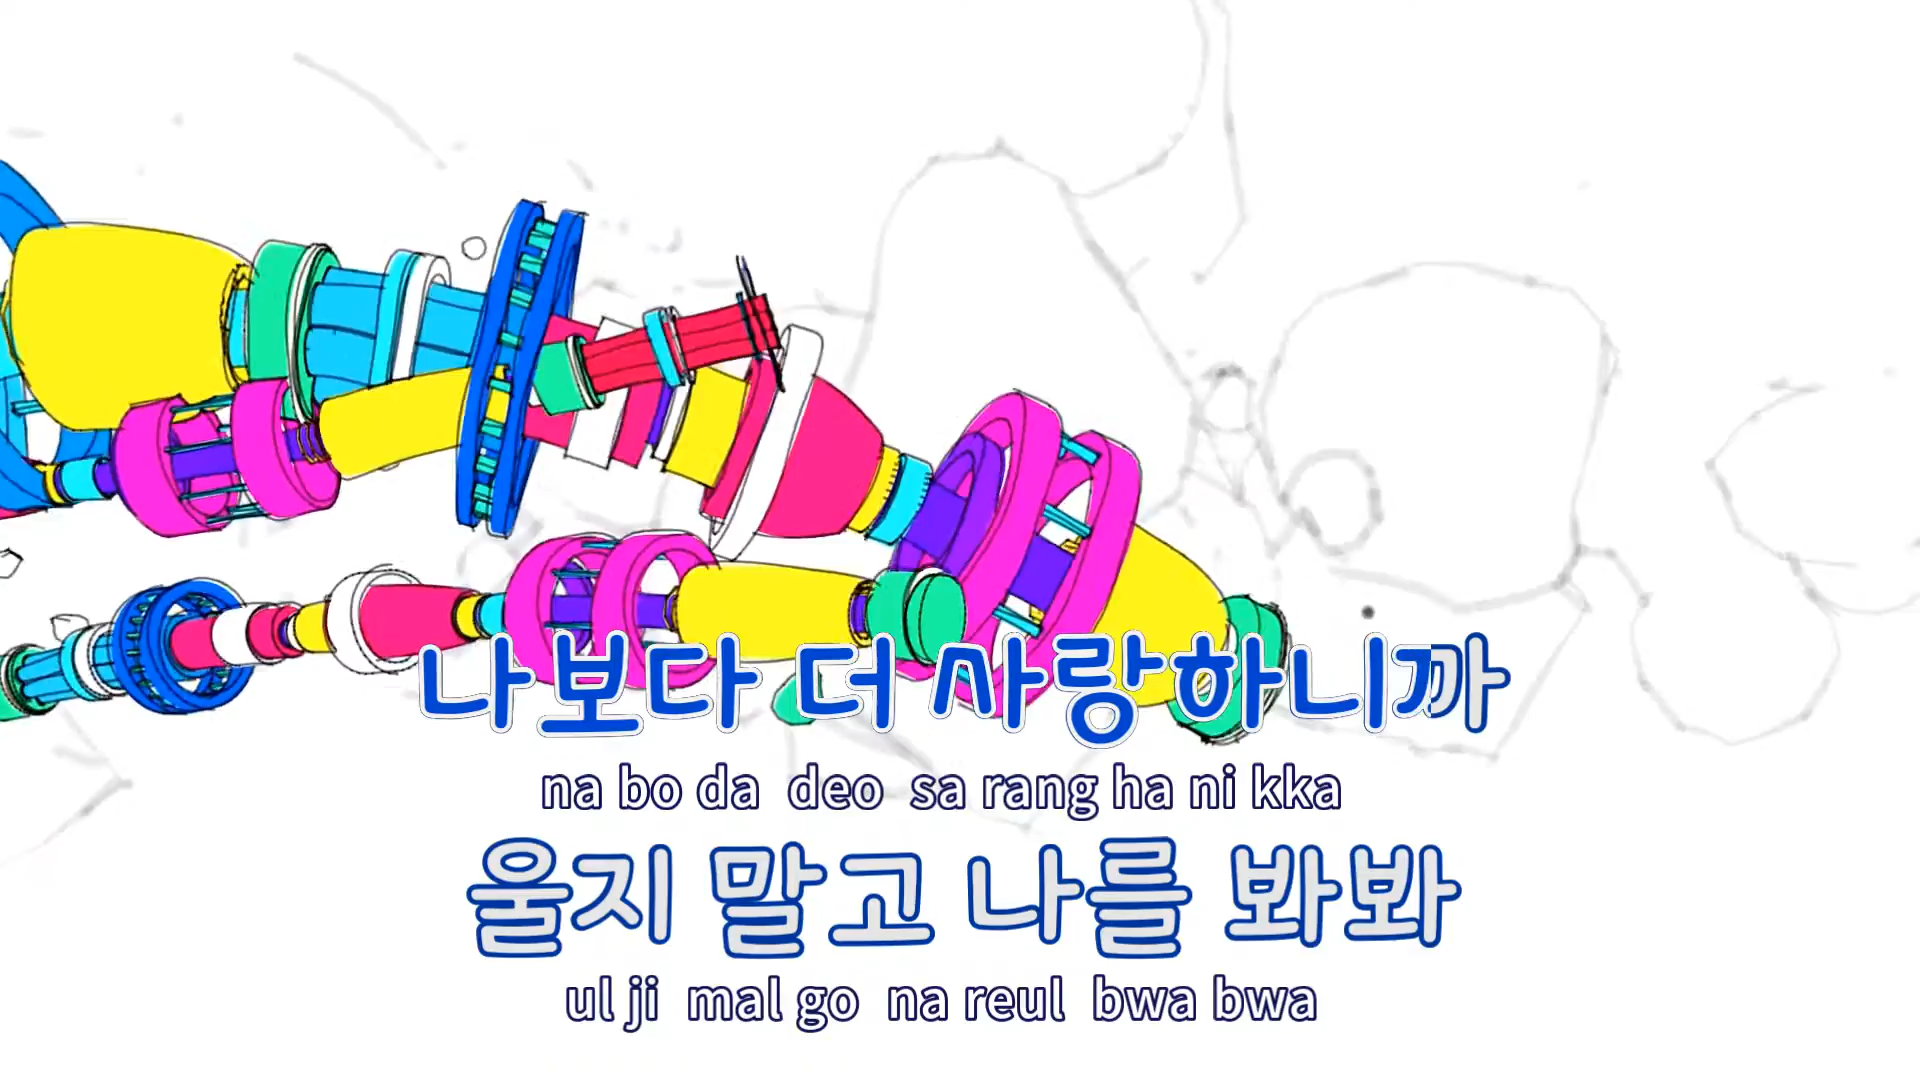 나보다 더 사랑하니까
na bo da deo sa rang ha ni kka
울지 말고 나를 봐봐
ul ji mal go na reul bwa bwa